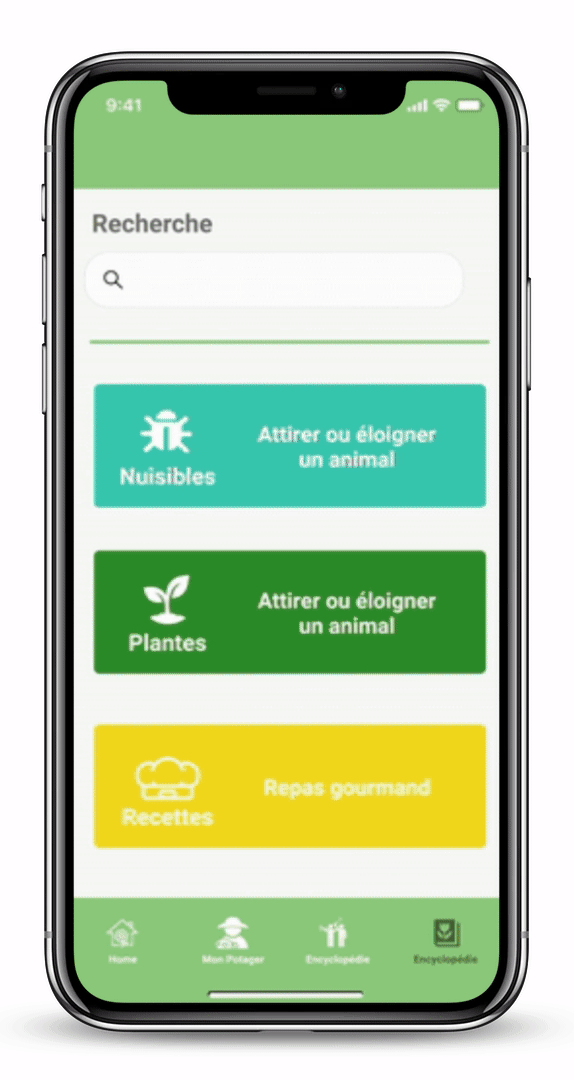 9:41
Recherche
Nuisibles
Attirer ou éloigner
un animal
Plantes
Attirer ou éloigner
un animal
Recettes
Repas gourmand
Home
Mon Potager
Encyclopédie
Encyclopédie